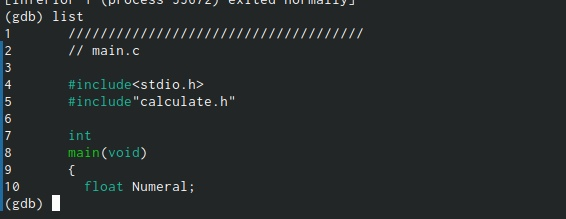 [Inferior 1 (process 55672) exited normally]
(gdb) list
1 /////////////////////////////////////
2 // main.c
3
4 #include<stdio.h>
5 #include"calculate.h"
6
7 int
8 main(void)
9 {
10 float Numeral;
(gdb)